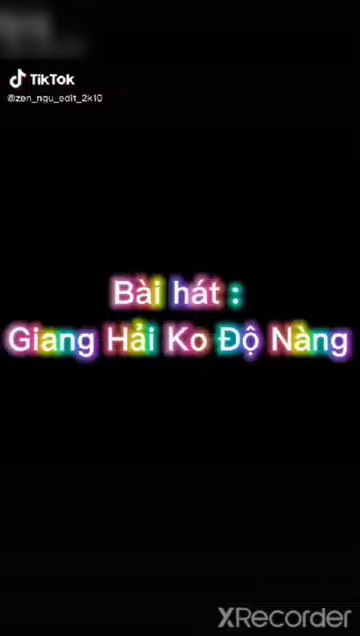 TikTok
@zen_ngu_edit_2k10
Bài hát :
Giang Hải Ko Độ Nàng
XRecorder